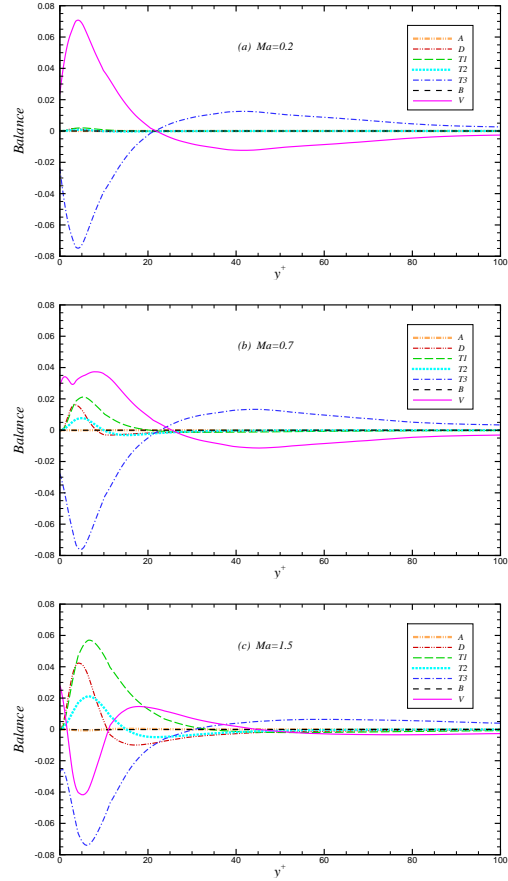 0.08
0.06
0.04
0.02
0
-0.02
-0.04
-0.06
-0.08
Balance
(a) Ma=0.2
A
D
T1
T2
T3
B
V
0 20 40 60 80 100
y+
0.08
0.06
0.04
0.02
0
-0.02
-0.04
-0.06
-0.08
Balance
(b) Ma=0.7
A
D
T1
T2
T3
B
V
0 20 40 60 80 100
y+
0.08
0.06
0.04
0.02
0
-0.02
-0.04
-0.06
-0.08
Balance
(c) Ma=1.5
A
D
T1
T2
T3
B
V
0 20 40 60 80 100
y+